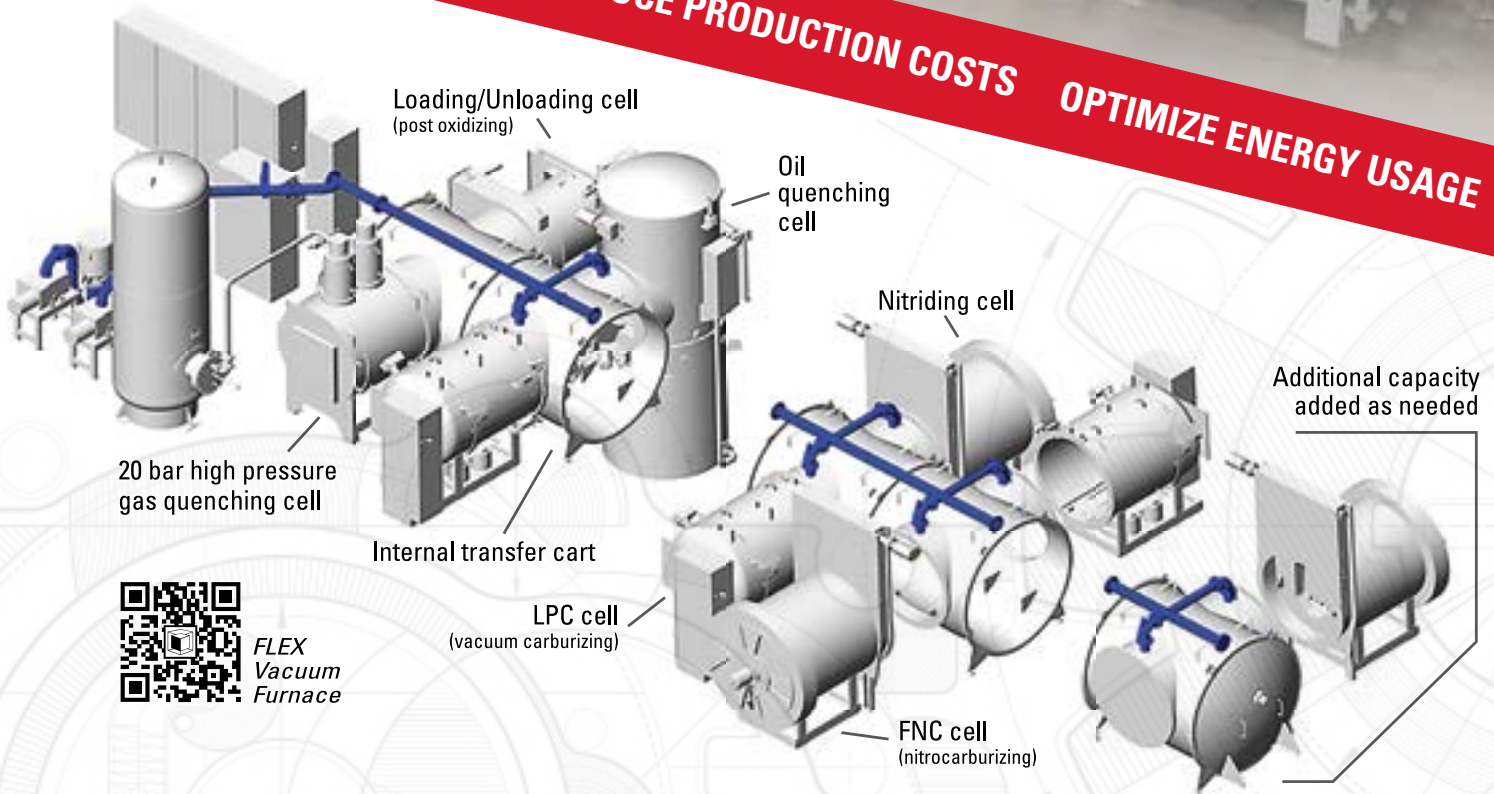 PRODUCTION COSTS OPTIMIZE ENERGY USAGE
Loading/Unloading cell
(post oxidizing)
Oil
quenching
cell
Nitriding cell
Additional capacity
added as needed
20 bar high pressure
gas quenching cell
Internal transfer cart
LPC cell
(vacuum carburizing)
FLEX
Vacuum
Furnace
FNC cell
(nitrocarburizing)